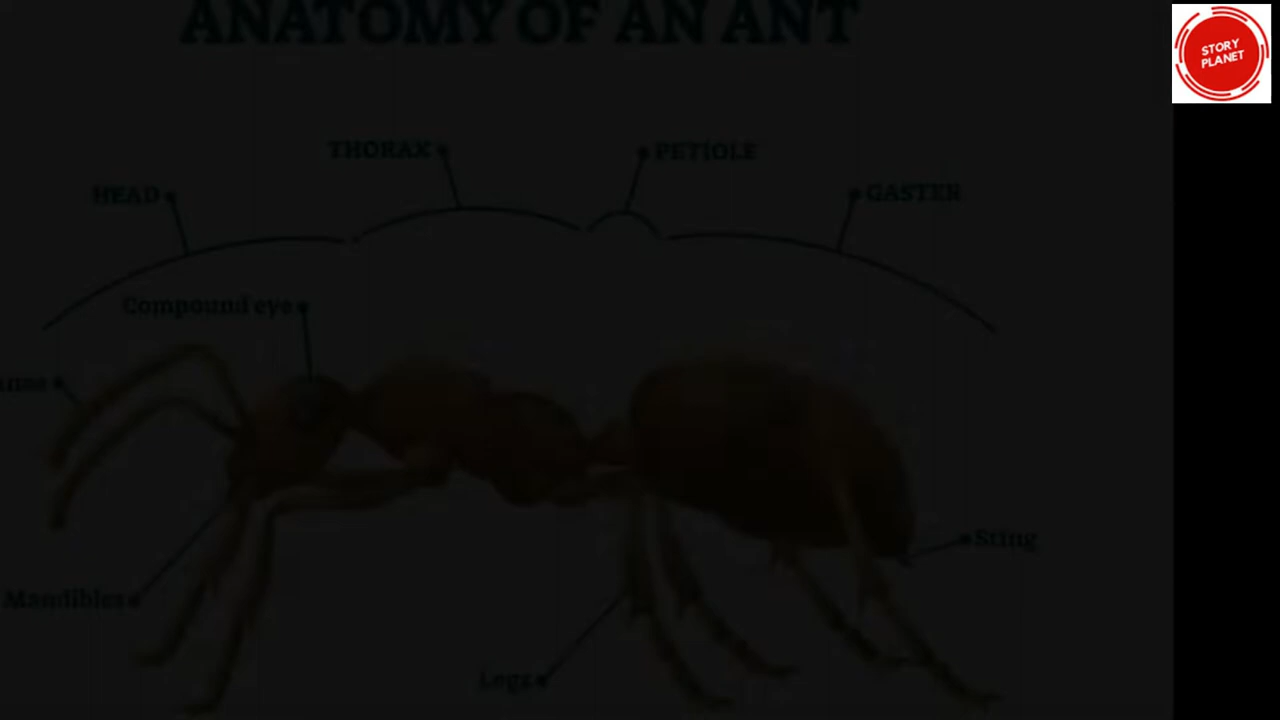 ANATOMY OF AN ANT
STORY
PLANET
THORAX
PETIOLE
HEAD
GASTER
Compound eye
Sting
Mandibles
Legs